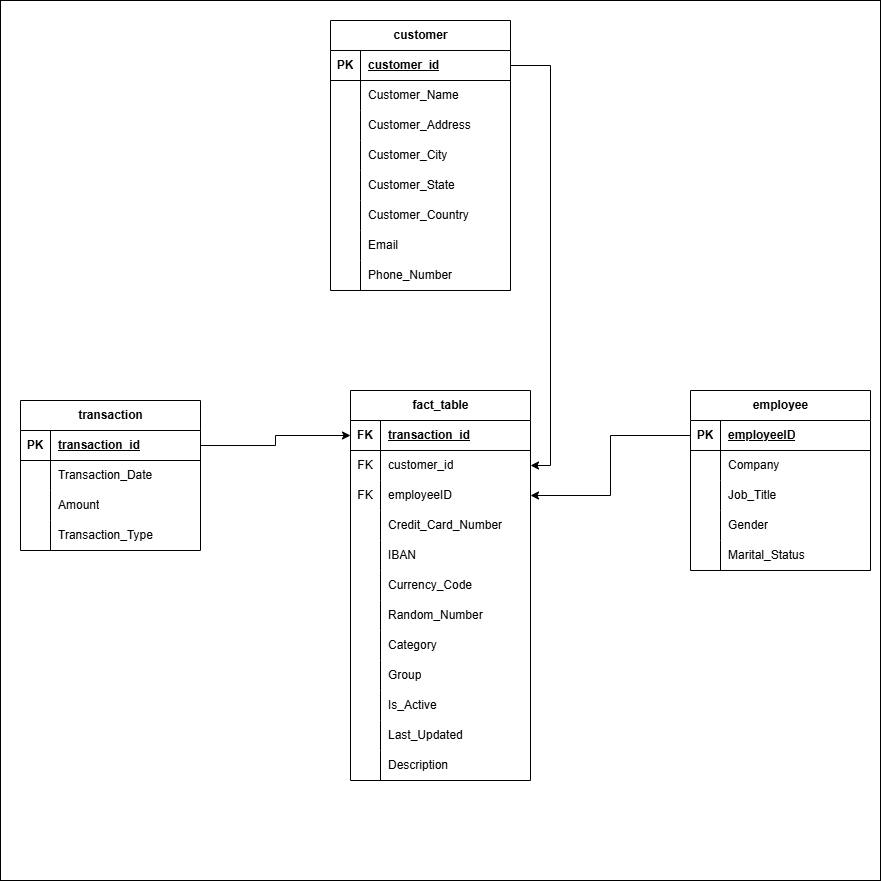 customer
PK customer_id
Customer_Name
Customer_Address
Customer_City
Customer_State
Customer_Country
Email
Phone_Number
transaction
PK transaction_id
Transaction_Date
Amount
Transaction_Type
fact_table
FK transaction_id
FK customer_id
FK employeeID
Credit_Card_Number
IBAN
Currency_Code
Random_Number
Category
Group
Is_Active
Last_Updated
Description
employee
PK employeeID
Company
Job_Title
Gender
Marital_Status